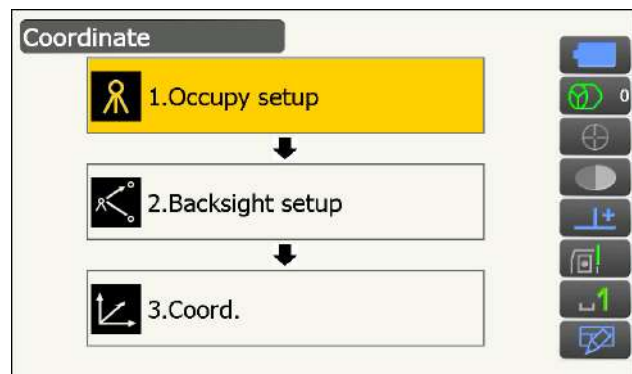 Coordinate
1.Occupy setup
0
2.Backsight setup
3.Coord.
1